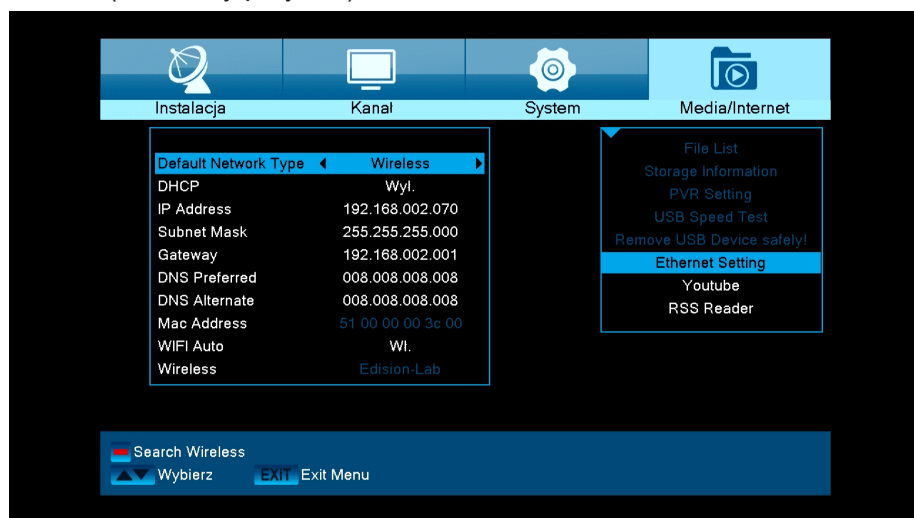 Instalacja Kanał System Media/Internet
Default Network Type Wireless
DHCP Wył.
IP Address 192.168.002.070
Subnet Mask 255.255.255.000
Gateway 192.168.002.001
DNS Preferred 008.008.008.008
DNS Alternate 008.008.008.008
Mac Address 51 00 00 00 3c 00
WIFI Auto Wł.
Wireless Edision-Lab
File List
Storage Information
PVR Setting
USB Speed Test
Remove USB Device safely!
Ethernet Setting
Youtube
RSS Reader
Search Wireless
Wybierz EXIT Exit Menu